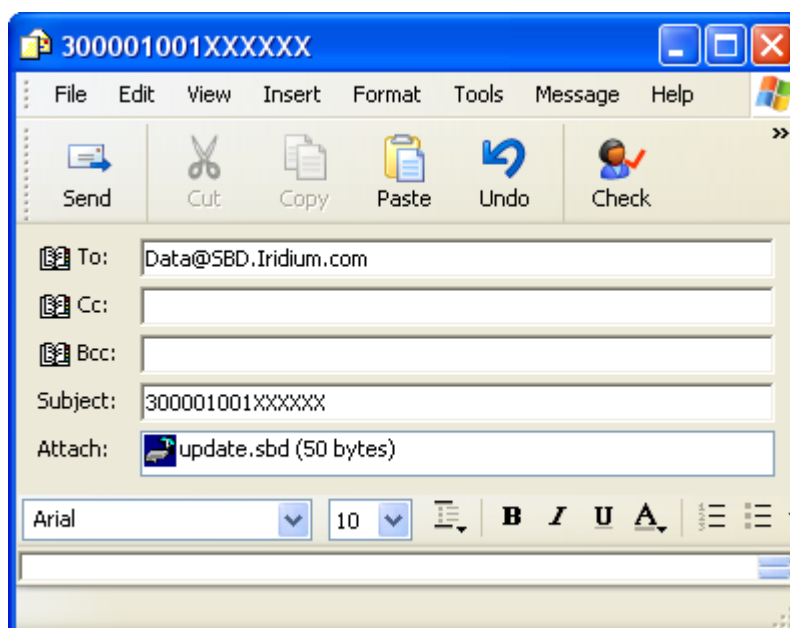 300001001XXXXXX
File Edit View Insert Format Tools Message Help
Send Cut Copy Paste Undo Check
To: Data@SBD.Iridium.com
Cc:
Bcc:
Subject: 300001001XXXXXX
Attach: update.sbd (50 bytes)
Arial 10 B I U A